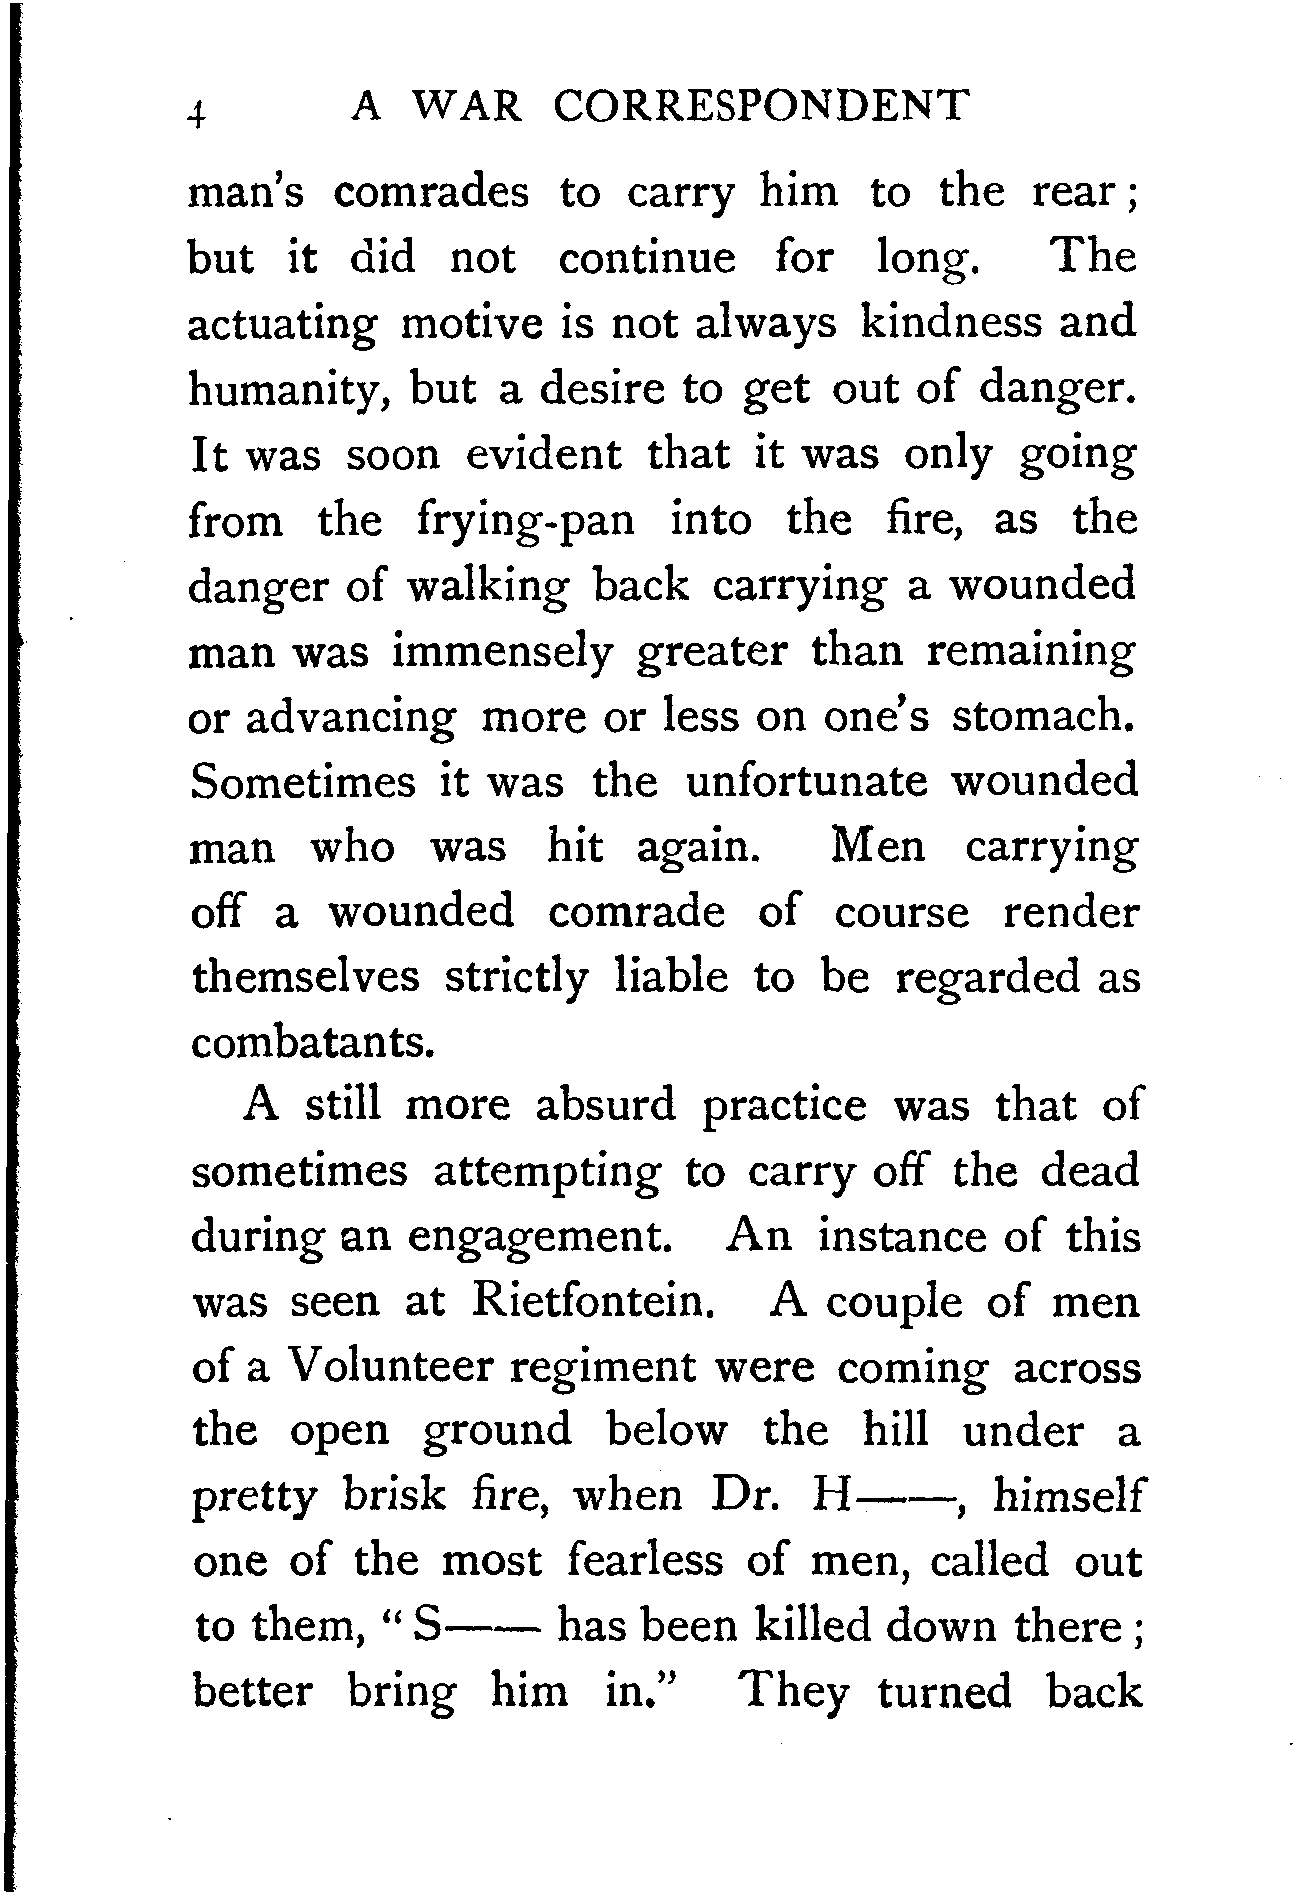 4 A WAR CORRESPONDENT
man's comrades to carry him to the rear ;
but it did not continue for long. The
actuating motive is not always kindness and
humanity, but a desire to get out of danger.
It was soon evident that it was only going
from the frying-pan into the fire, as the
danger of walking back carrying a wounded
man was immensely greater than remaining
or advancing more or less on one's stomach.
Sometimes it was the unfortunate wounded
man who was hit again. Men carrying
off a wounded comrade of course render
themselves strictly liable to be regarded as
combatants.
A still more absurd practice was that of
sometimes attempting to carry off the dead
during an engagement. An instance of this
was seen at Rietfontein. A couple of men
of a Volunteer regiment were coming across
the open ground below the hill under a
pretty brisk fire, when Dr. H——, himself
one of the most fearless of men, called out
to them, “ S—— has been killed down there ;
better bring him in.” They turned back